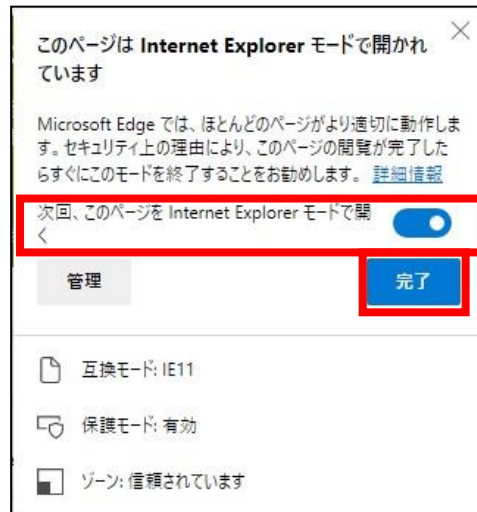 このページは Internet Explorer モードで開かれ
ています
Microsoft Edge では、ほとんどのページがより適切に動作しま
す。セキュリティ上の理由により、このページの閲覧が完了した
らすぐにこのモードを終了することをお勧めします。 詳細情報
次回、このページを Internet Explorer モードで開
く
管理
完了
互換モード: IE11
保護モード: 有効
ゾーン: 信頼されています